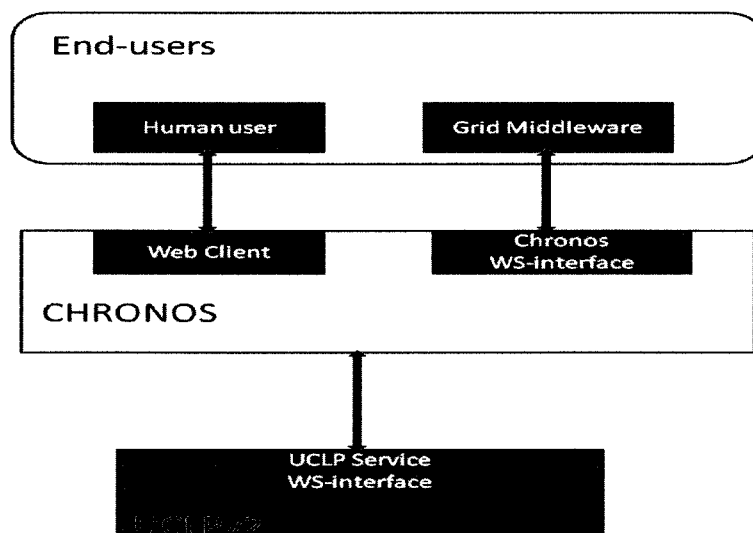 End-users
Human user
Grid Middleware
Web Client
Chronos
WS-interface
CHRONOS
UCLP Service
WS-interface